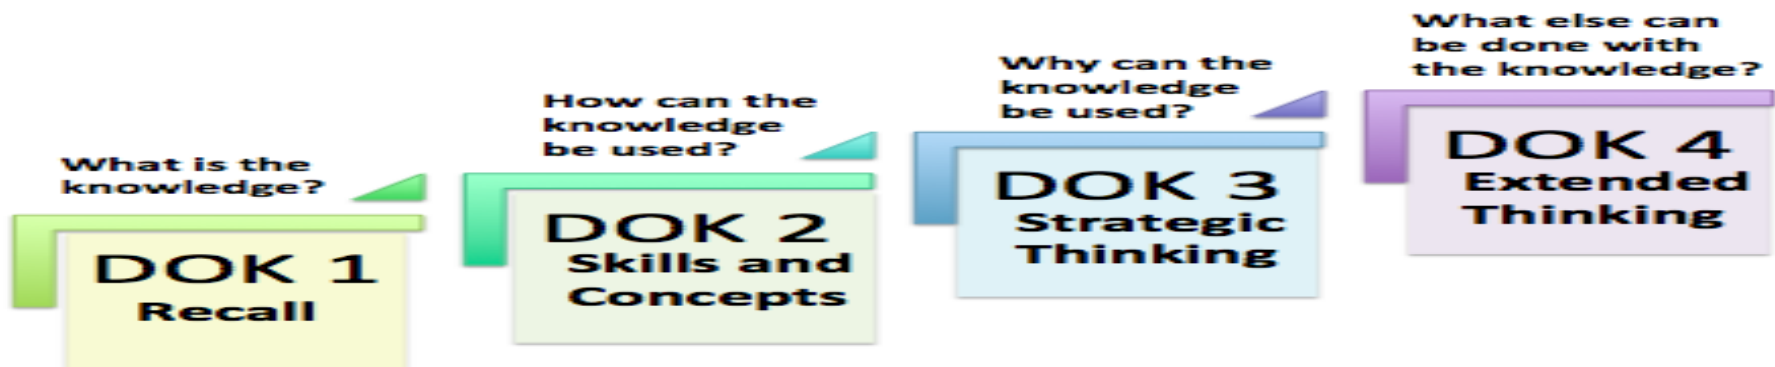 What is the
knowledge?
DOK 1
Recall
How can the
knowledge
be used?
DOK 2
Skills and
Concepts
Why can the
knowledge
be used?
DOK 3
Strategic
Thinking
What else can
be done with
the knowledge?
DOK 4
Extended
Thinking